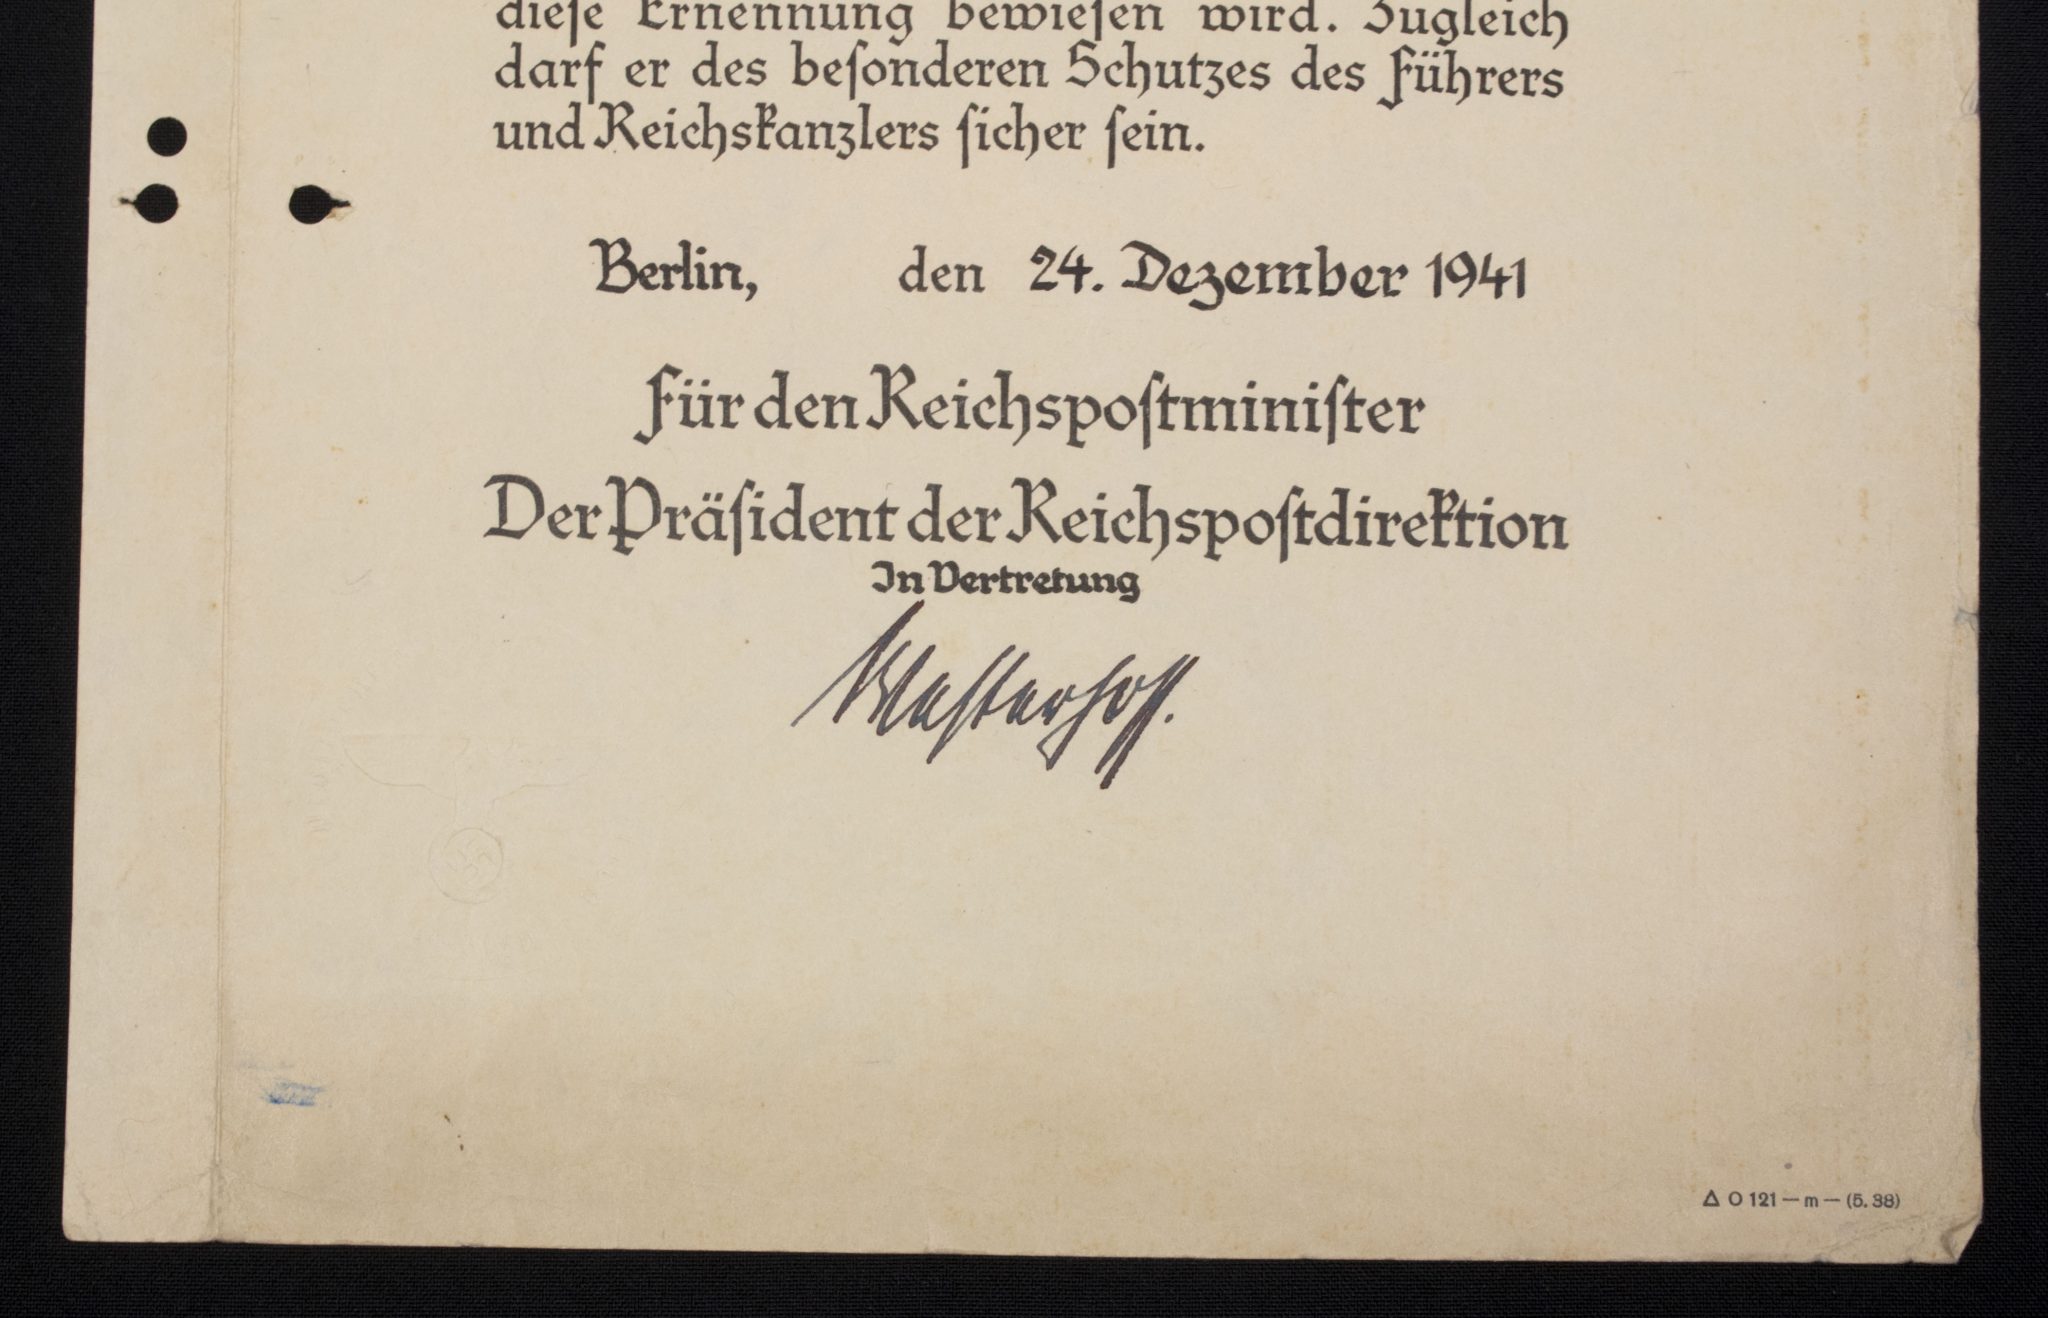 dieſe Ernennung bewieſen wird. Zugleich
darf er des beſonderen Schutzes des Führers
und Reichskanzlers ſicher ſein.
Berlin, den 24. Dezember 1941
Für den Reichspoſtminiſter
Der Präſident der Reichspoſtdirektion
In Vertretung
Weſterhoff.
Δ O 121 — m — (5. 38)